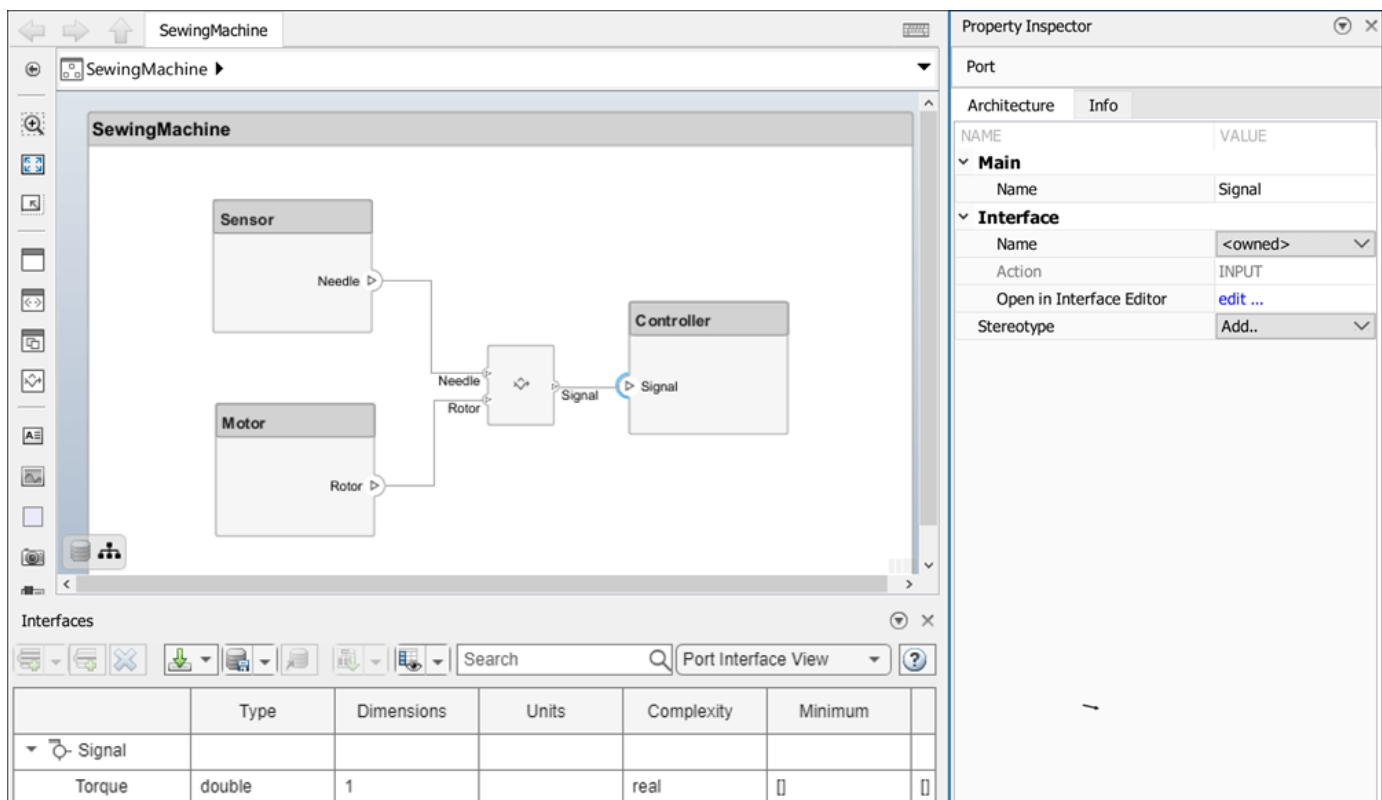 SewingMachine
SewingMachine
SewingMachine
Sensor
Needle
Controller
Needle
Signal
Signal
Rotor
Motor
Rotor
Interfaces
Search
Port Interface View
?
Type Dimensions Units Complexity Minimum
Signal
Torque double 1 real [] []
Property Inspector
Port
Architecture Info
NAME VALUE
Main
Name Signal
Interface
Name <owned>
Action INPUT
Open in Interface Editor edit ...
Stereotype Add..